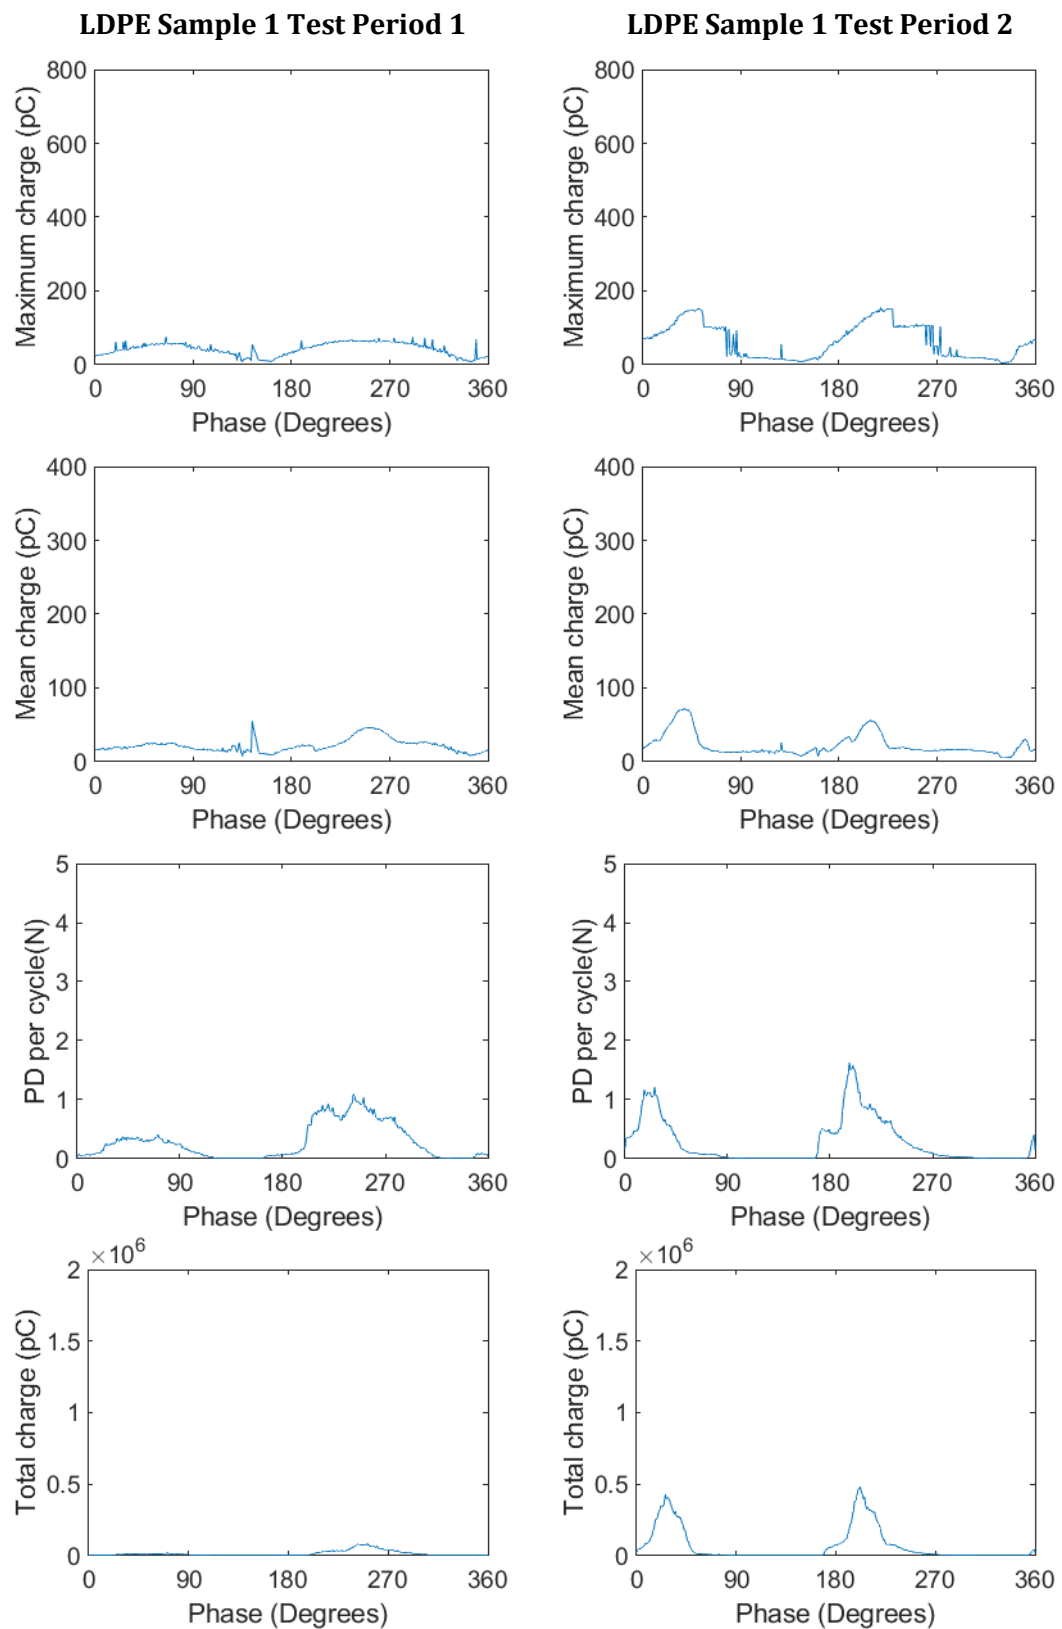 LDPE Sample 1 Test Period 1
LDPE Sample 1 Test Period 2
Maximum charge (pC)
800
600
400
200
0
0 90 180 270 360
Phase (Degrees)
Maximum charge (pC)
800
600
400
200
0
0 90 180 270 360
Phase (Degrees)
Mean charge (pC)
400
300
200
100
0
0 90 180 270 360
Phase (Degrees)
Mean charge (pC)
400
300
200
100
0
0 90 180 270 360
Phase (Degrees)
PD per cycle(N)
5
4
3
2
1
0
0 90 180 270 360
Phase (Degrees)
PD per cycle(N)
5
4
3
2
1
0
0 90 180 270 360
Phase (Degrees)
Total charge (pC)
×10⁶
2
1.5
1
0.5
0
0 90 180 270 360
Phase (Degrees)
Total charge (pC)
×10⁶
2
1.5
1
0.5
0
0 90 180 270 360
Phase (Degrees)